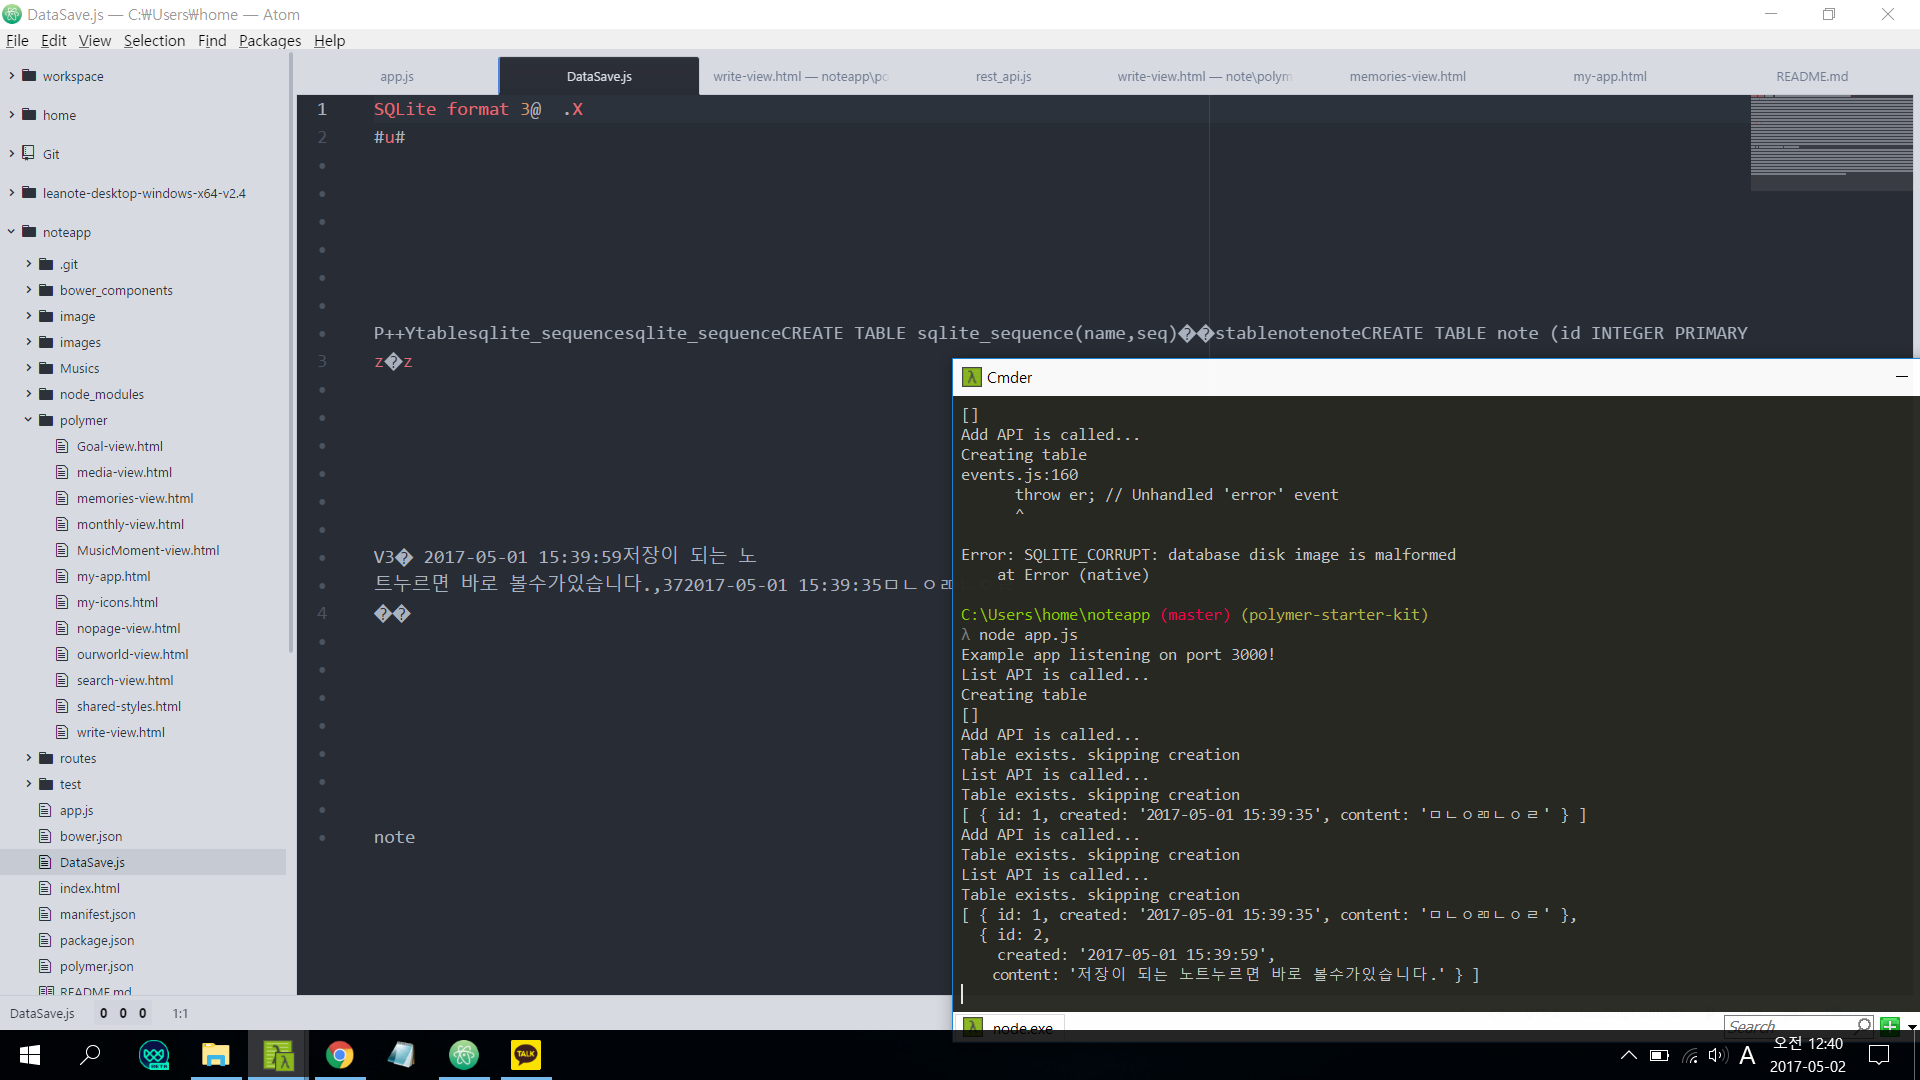 DataSave.js — C:₩Users₩home — Atom
File Edit View Selection Find Packages Help
workspace
home
Git
leanote-desktop-windows-x64-v2.4
noteapp
.git
bower_components
image
images
Musics
node_modules
polymer
Goal-view.html
media-view.html
memories-view.html
monthly-view.html
MusicMoment-view.html
my-app.html
my-icons.html
nopage-view.html
ourworld-view.html
search-view.html
shared-styles.html
write-view.html
routes
test
app.js
bower.json
DataSave.js
index.html
manifest.json
package.json
polymer.json
README.md
app.js DataSave.js write-view.html — noteapp\po rest_api.js write-view.html — note\polym memories-view.html my-app.html README.md
1 SQLite format 3@ .X
2 #u#
P++Ytablesqlite_sequencesqlite_sequenceCREATE TABLE sqlite_sequence(name,seq)��stablenotenoteCREATE TABLE note (id INTEGER PRIMARY
3 z�z
V3� 2017-05-01 15:39:59저장이 되는 노
트누르면 바로 볼수가있습니다.,372017-05-01 15:39:35ㅁㄴㅇㄻ
4 ��
note
Cmder
[]
Add API is called...
Creating table
events.js:160
throw er; // Unhandled 'error' event
^
Error: SQLITE_CORRUPT: database disk image is malformed
at Error (native)
C:\Users\home\noteapp (master) (polymer-starter-kit)
λ node app.js
Example app listening on port 3000!
List API is called...
Creating table
[]
Add API is called...
Table exists. skipping creation
List API is called...
Table exists. skipping creation
[ { id: 1, created: '2017-05-01 15:39:35', content: 'ㅁㄴㅇㄻㄴㅇㄹ' } ]
Add API is called...
Table exists. skipping creation
List API is called...
Table exists. skipping creation
[ { id: 1, created: '2017-05-01 15:39:35', content: 'ㅁㄴㅇㄻㄴㅇㄹ' },
{ id: 2,
created: '2017-05-01 15:39:59',
content: '저장이 되는 노트누르면 바로 볼수가있습니다.' } ]
node.exe
Search
DataSave.js 0 0 0 1:1
BETA
TALK
A
오전 12:40
2017-05-02